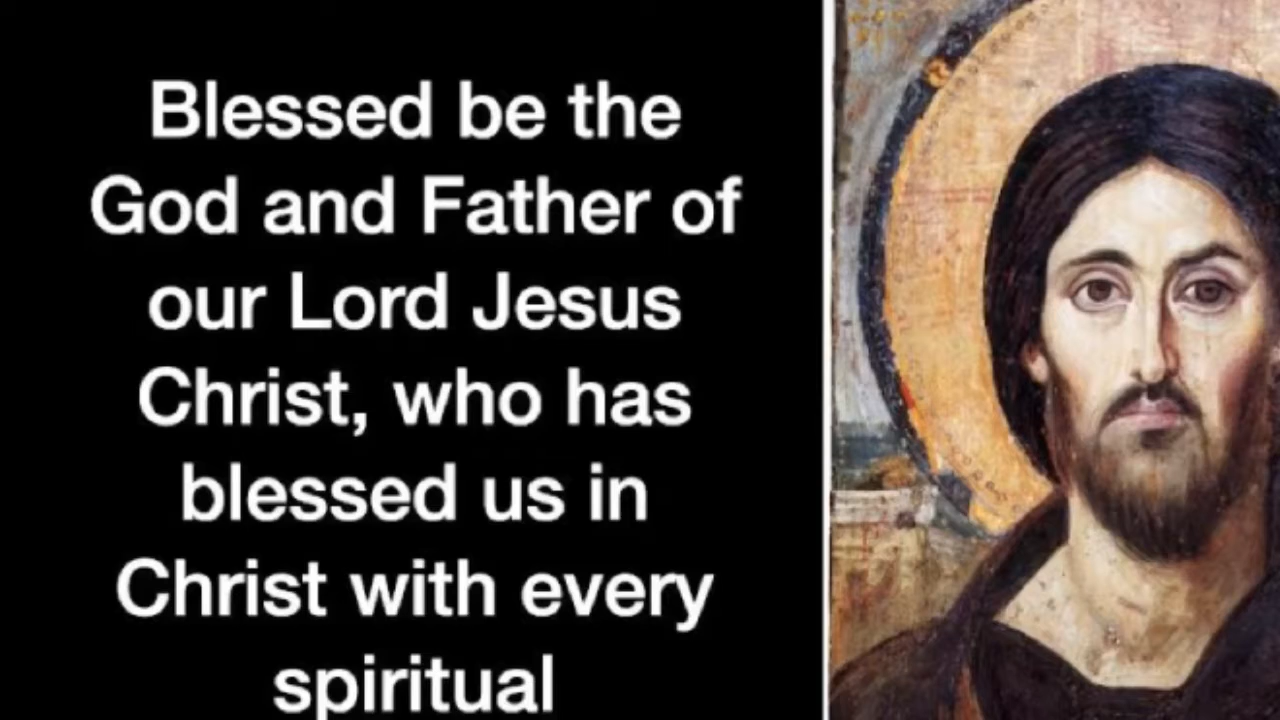 Blessed be the
God and Father of
our Lord Jesus
Christ, who has
blessed us in
Christ with every
spiritual